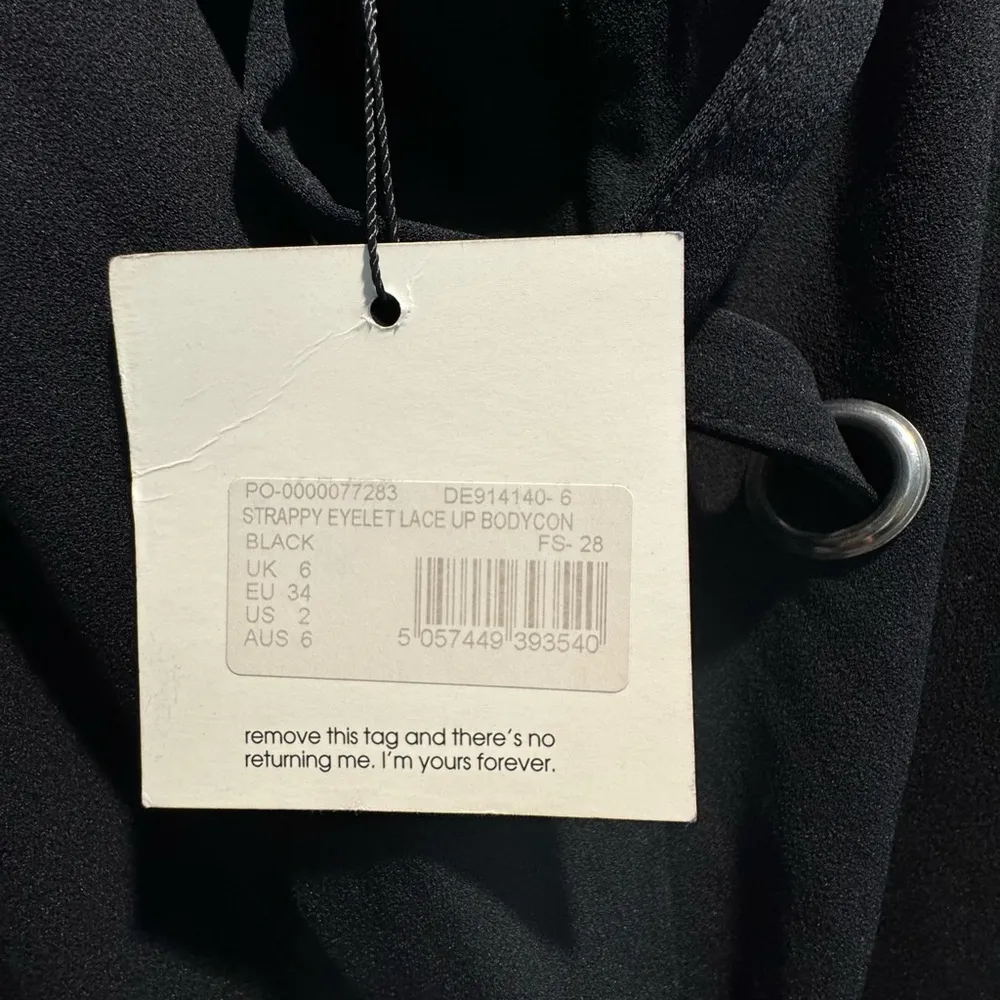 PO-0000077283 DE914140- 6
STRAPPY EYELET LACE UP BODYCON
BLACK FS- 28
UK 6
EU 34
US 2
AUS 6
5 057449 393540
remove this tag and there's no
returning me. I'm yours forever.